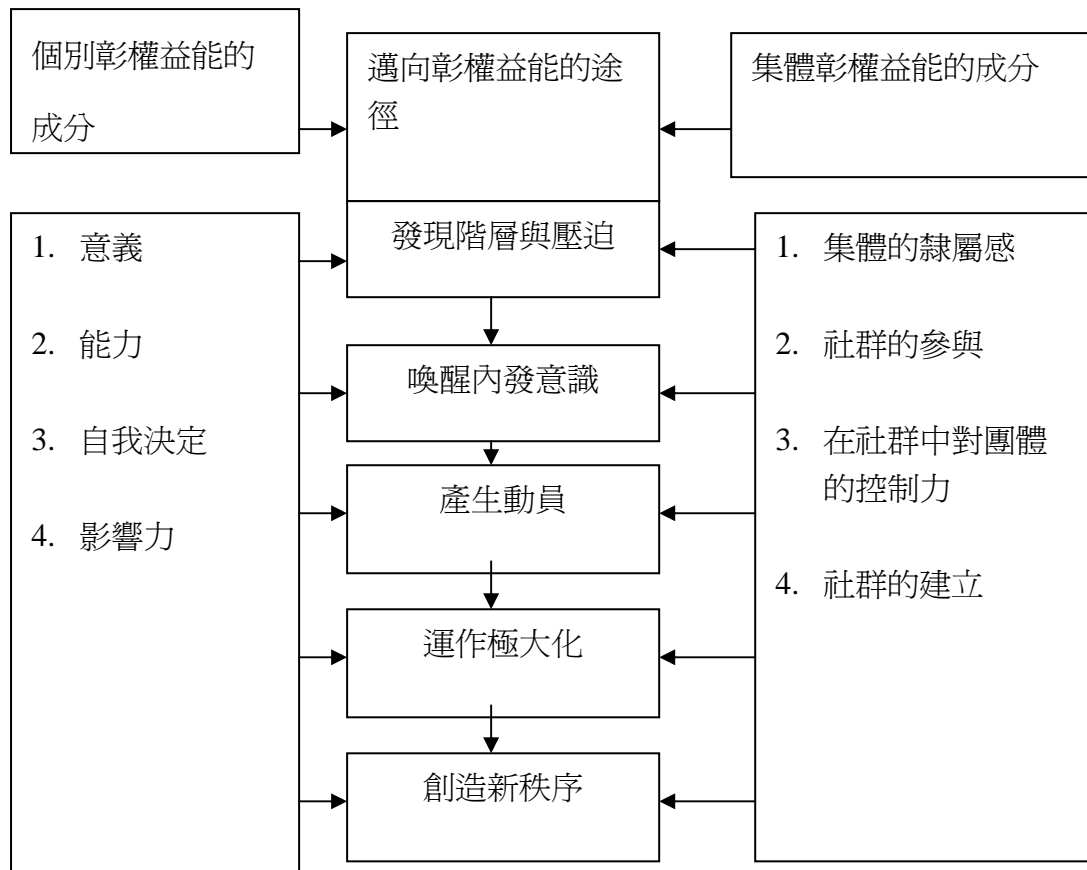 個別彰權益能的
成分
邁向彰權益能的途
徑
集體彰權益能的成分
1. 意義
2. 能力
3. 自我決定
4. 影響力
發現階層與壓迫
喚醒內發意識
產生動員
運作極大化
創造新秩序
1. 集體的隸屬感
2. 社群的參與
3. 在社群中對團體
的控制力
4. 社群的建立